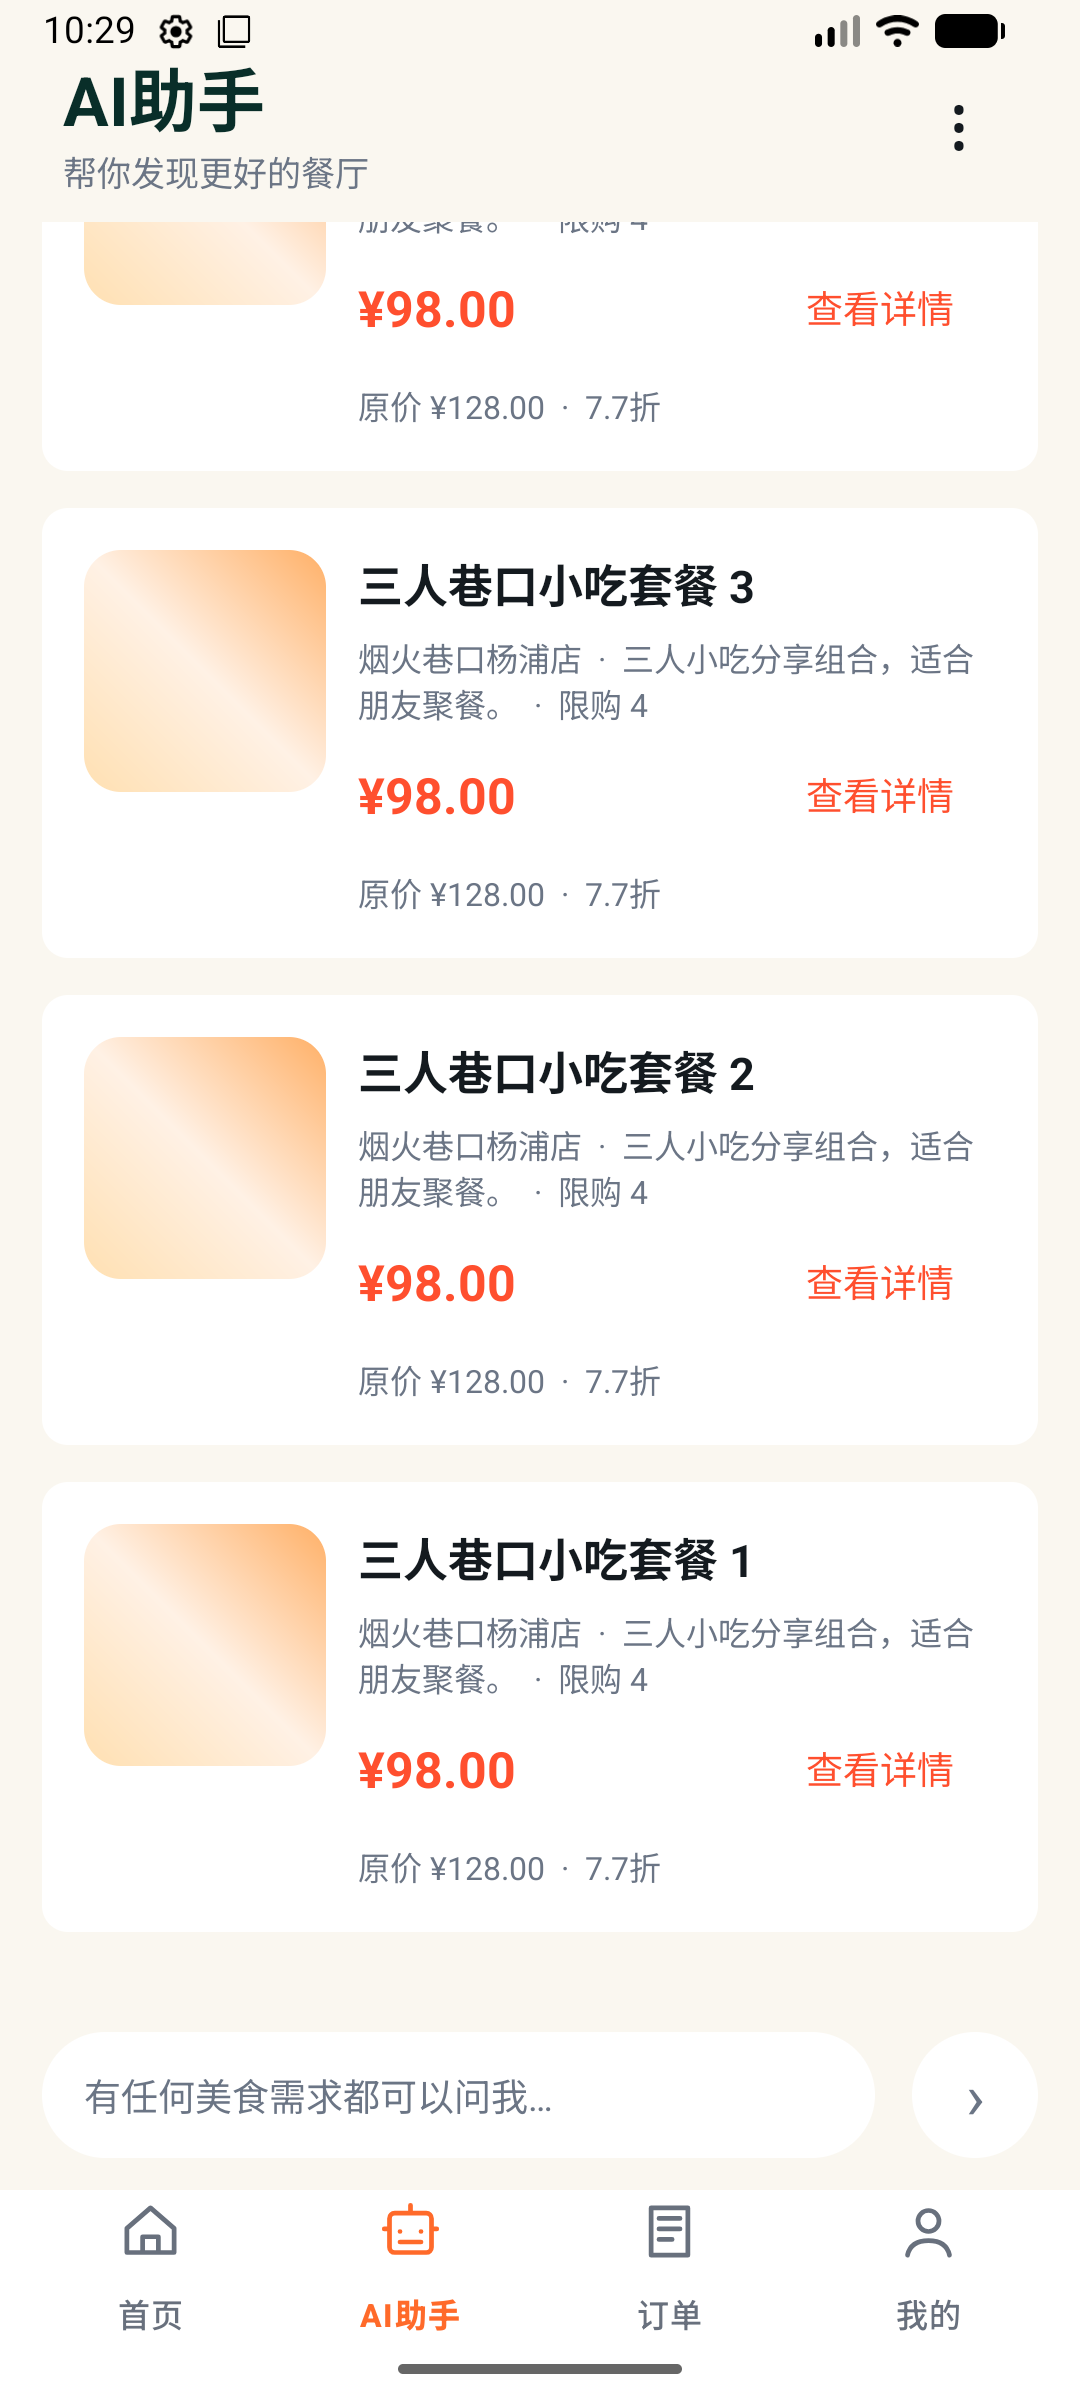 10:29
AI助手
帮你发现更好的餐厅
朋友聚餐。 限购 4
¥98.00 查看详情
原价 ¥128.00 · 7.7折
三人巷口小吃套餐 3
烟火巷口杨浦店 · 三人小吃分享组合，适合
朋友聚餐。 · 限购 4
¥98.00 查看详情
原价 ¥128.00 · 7.7折
三人巷口小吃套餐 2
烟火巷口杨浦店 · 三人小吃分享组合，适合
朋友聚餐。 · 限购 4
¥98.00 查看详情
原价 ¥128.00 · 7.7折
三人巷口小吃套餐 1
烟火巷口杨浦店 · 三人小吃分享组合，适合
朋友聚餐。 · 限购 4
¥98.00 查看详情
原价 ¥128.00 · 7.7折
有任何美食需求都可以问我...
首页 AI助手 订单 我的